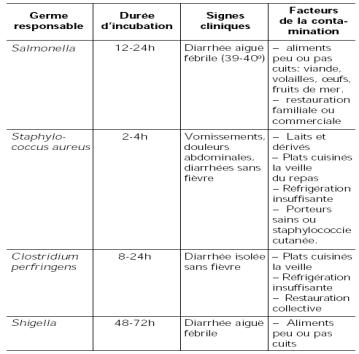 Germe responsable | Durée d'incubation | Signes cliniques | Facteurs de la conta-mination
Salmonella | 12-24h | Diarrhée aiguë fébrile (39-40º) | – aliments peu ou pas cuits: viande, volailles, œufs, fruits de mer. – restauration familiale ou commerciale
Staphylo-coccus aureus | 2-4h | Vomissements, douleurs abdominales, diarrhées sans fièvre | – Laits et dérivés – Plats cuisinés la veille du repas – Réfrigération insuffisante – Porteurs sains ou staphylococcie cutanée.
Clostridium perfringens | 8-24h | Diarrhée isolée sans fièvre | – Plats cuisinés la veille – Réfrigération insuffisante – Restauration collective
Shigella | 48-72h | Diarrhée aiguë fébrile | – Aliments peu ou pas cuits